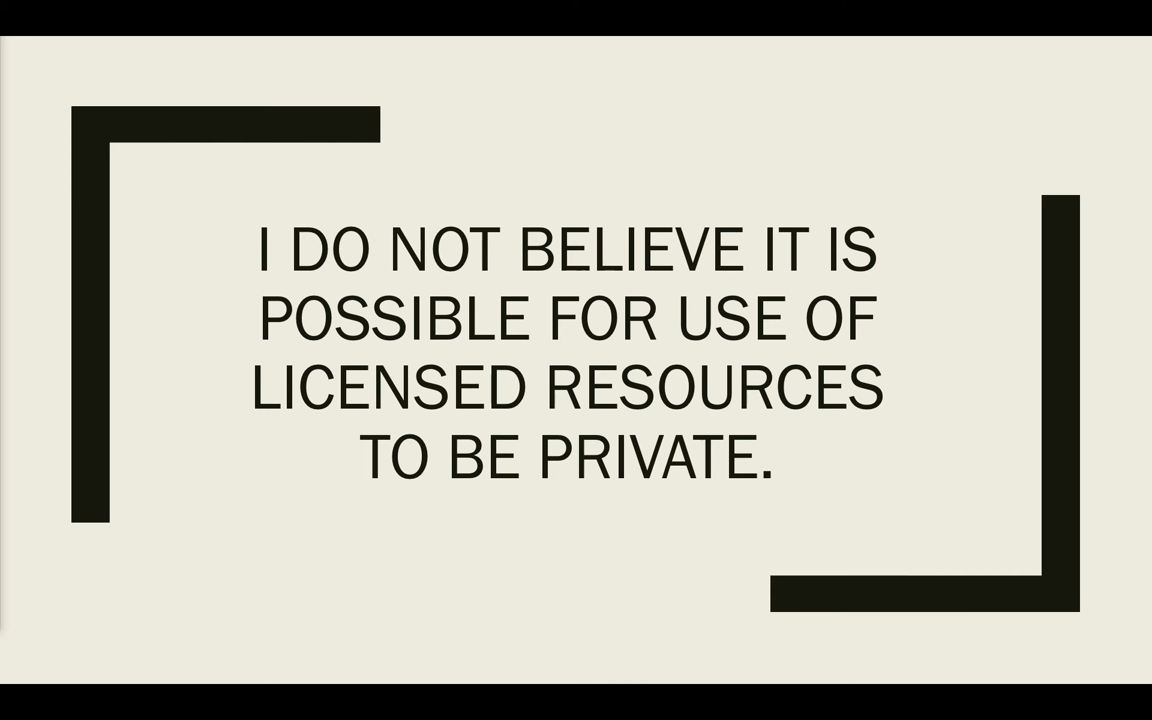 I DO NOT BELIEVE IT IS
POSSIBLE FOR USE OF
LICENSED RESOURCES
TO BE PRIVATE.